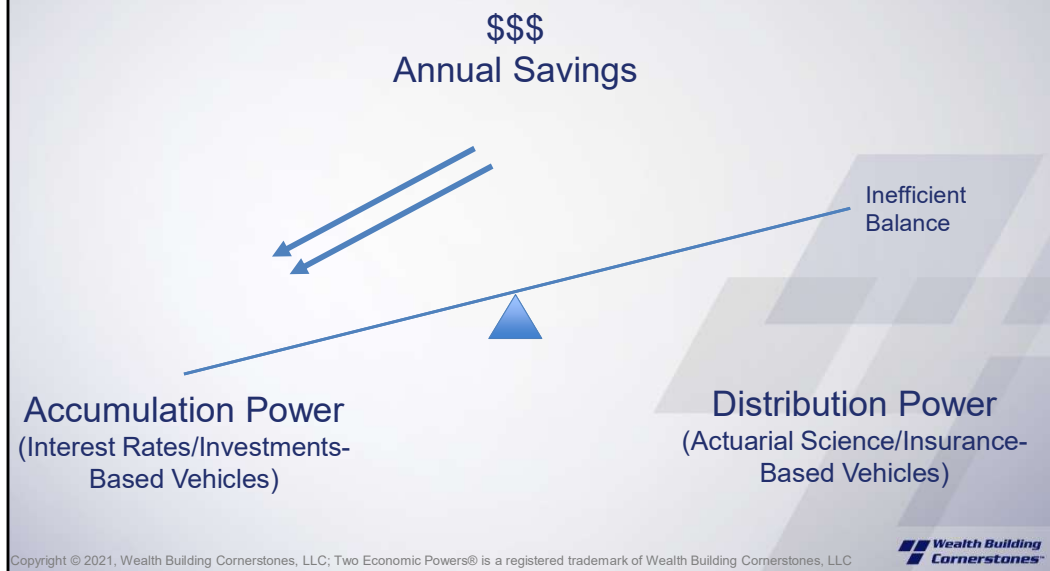 $$$
Annual Savings
Inefficient
Balance
Accumulation Power
(Interest Rates/Investments-
Based Vehicles)
Distribution Power
(Actuarial Science/Insurance-
Based Vehicles)
Copyright © 2021, Wealth Building Cornerstones, LLC; Two Economic Powers® is a registered trademark of Wealth Building Cornerstones, LLC
Wealth Building
Cornerstones℠